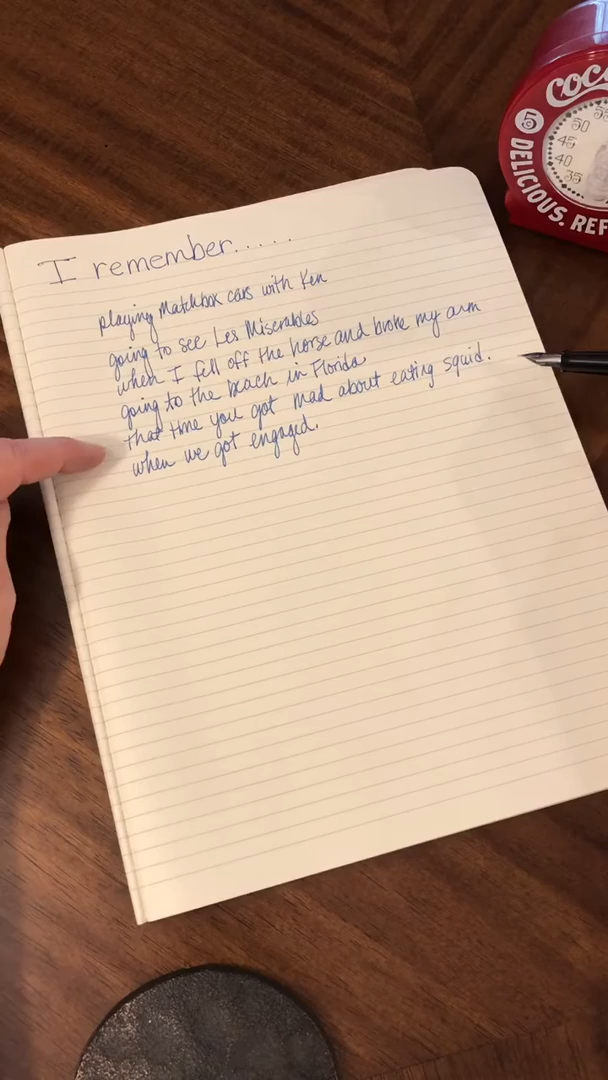 I remember.....
playing Matchbox cars with Ken
going to see Les Miserables
when I fell off the horse and broke my arm
going to the beach in Florida
that time you got mad about eating squid.
when we got engaged.
COC
5
DELICIOUS. REF
55
50
45
40
35